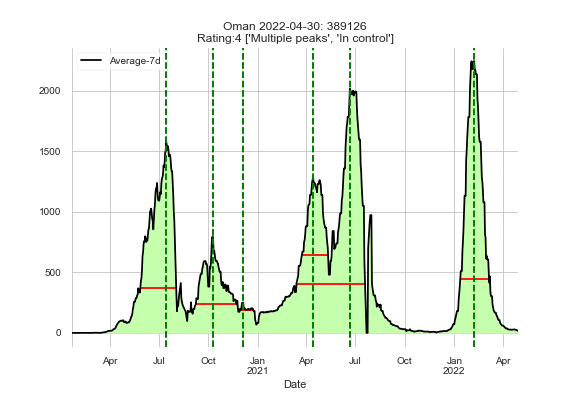 Oman 2022-04-30: 389126
Rating:4 ['Multiple peaks', 'In control']
Average-7d
2000
1500
1000
500
0
Apr Jul Oct Jan Apr Jul Oct Jan Apr
2021 2022
Date